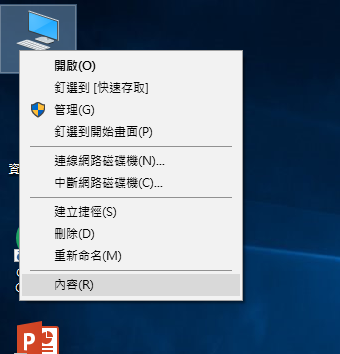 開啟(O)
釘選到 [快速存取]
管理(G)
釘選到開始畫面(P)
連線網路磁碟機(N)...
中斷網路磁碟機(C)...
資
建立捷徑(S)
刪除(D)
重新命名(M)
內容(R)
P